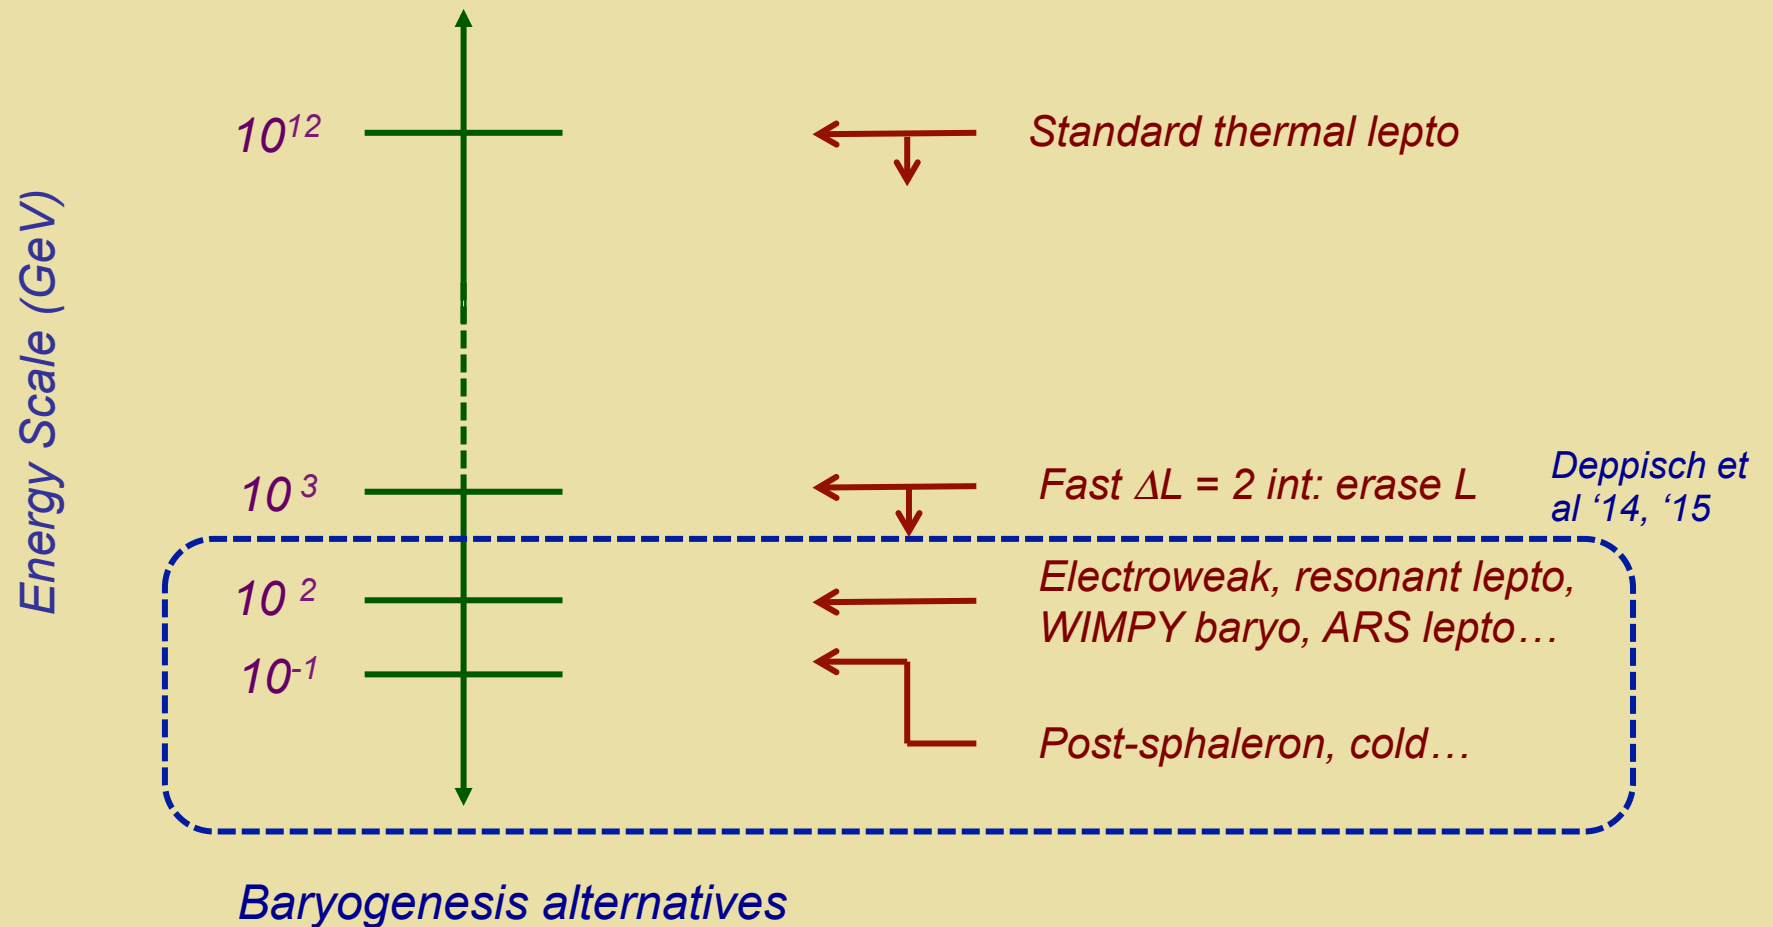 Energy Scale (GeV)
10¹² Standard thermal lepto
10 ³ Fast ΔL = 2 int: erase L
Deppisch et
al ‘14, ‘15
10 ² Electroweak, resonant lepto,
WIMPY baryo, ARS lepto…
10⁻¹
Post-sphaleron, cold…
Baryogenesis alternatives